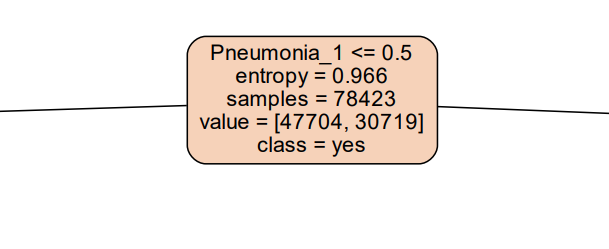 Pneumonia_1 <= 0.5
entropy = 0.966
samples = 78423
value = [47704, 30719]
class = yes